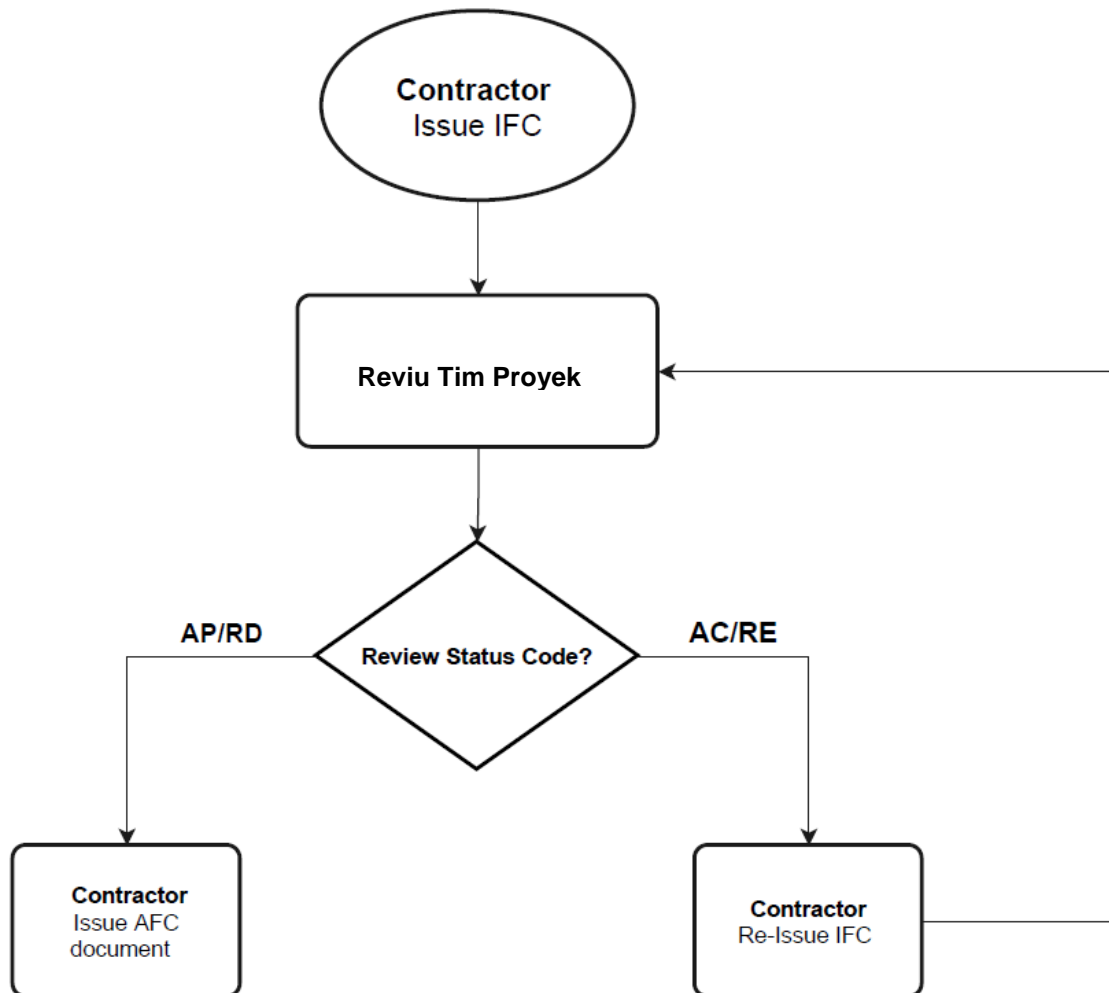 Contractor
Issue IFC
Reviu Tim Proyek
AP/RD
AC/RE
Review Status Code?
Contractor
Issue AFC
document
Contractor
Re-Issue IFC